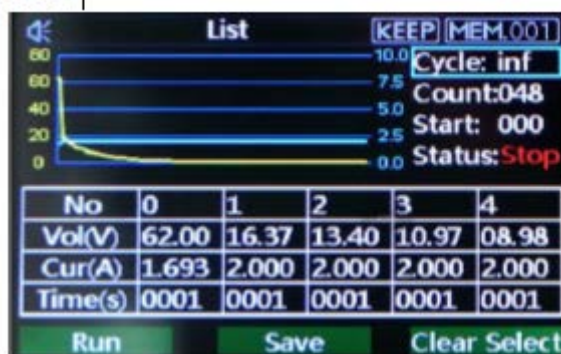 List KEEP MEM.001
80 10.0 Cycle: inf
60 7.5 Count:048
40 5.0 Start: 000
20 2.5 Status:Stop
0 0.0
No 0 1 2 3 4
Vol(V) 62.00 16.37 13.40 10.97 08.98
Cur(A) 1.693 2.000 2.000 2.000 2.000
Time(s) 0001 0001 0001 0001 0001
Run Save Clear Select